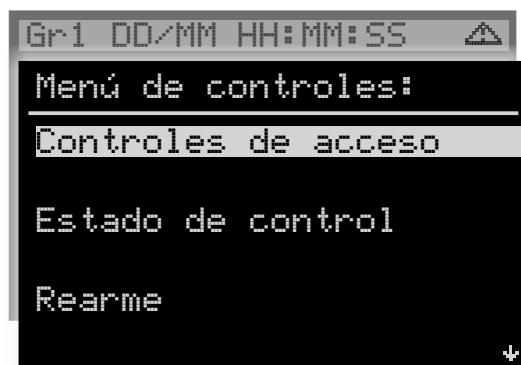 Gr1 DD/MM HH:MM:SS
Menú de controles:
Controles de acceso
Estado de control
Rearme